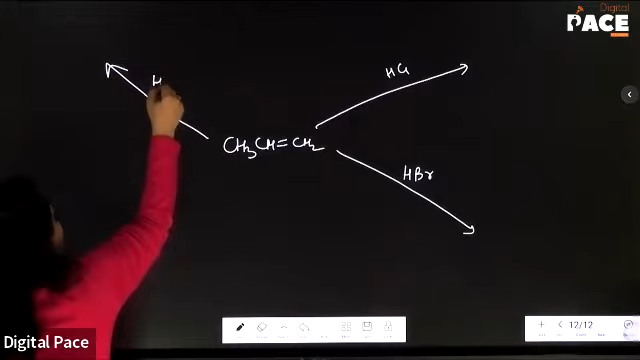 Digital
PACE
H
HCl
CH₃CH=CH₂
HBr
12/12
Digital Pace